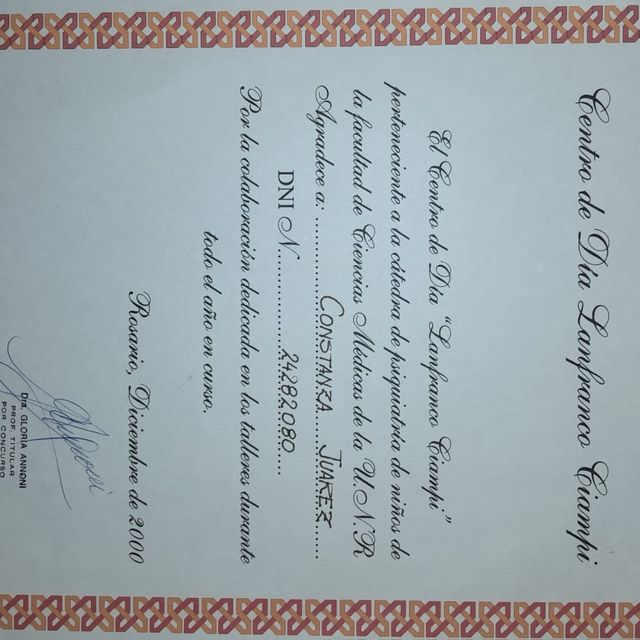 Centro de Día Lanfranco Ciampi
El Centro de Día "Lanfranco Ciampi"
perteneciente a la cátedra de psiquiatría de niños de
la facultad de Ciencias Médicas de la U.N.R
Agradece a: ............... CONSTANZA ...... JUAREZ .....
DNI N................ 24282080 ....
Por la colaboración dedicada en los talleres durante
todo el año en curso.
Rosario, Diciembre de 2000
Dra. GLORIA ANNONI
PROF. TITULAR
POR CONCURSO